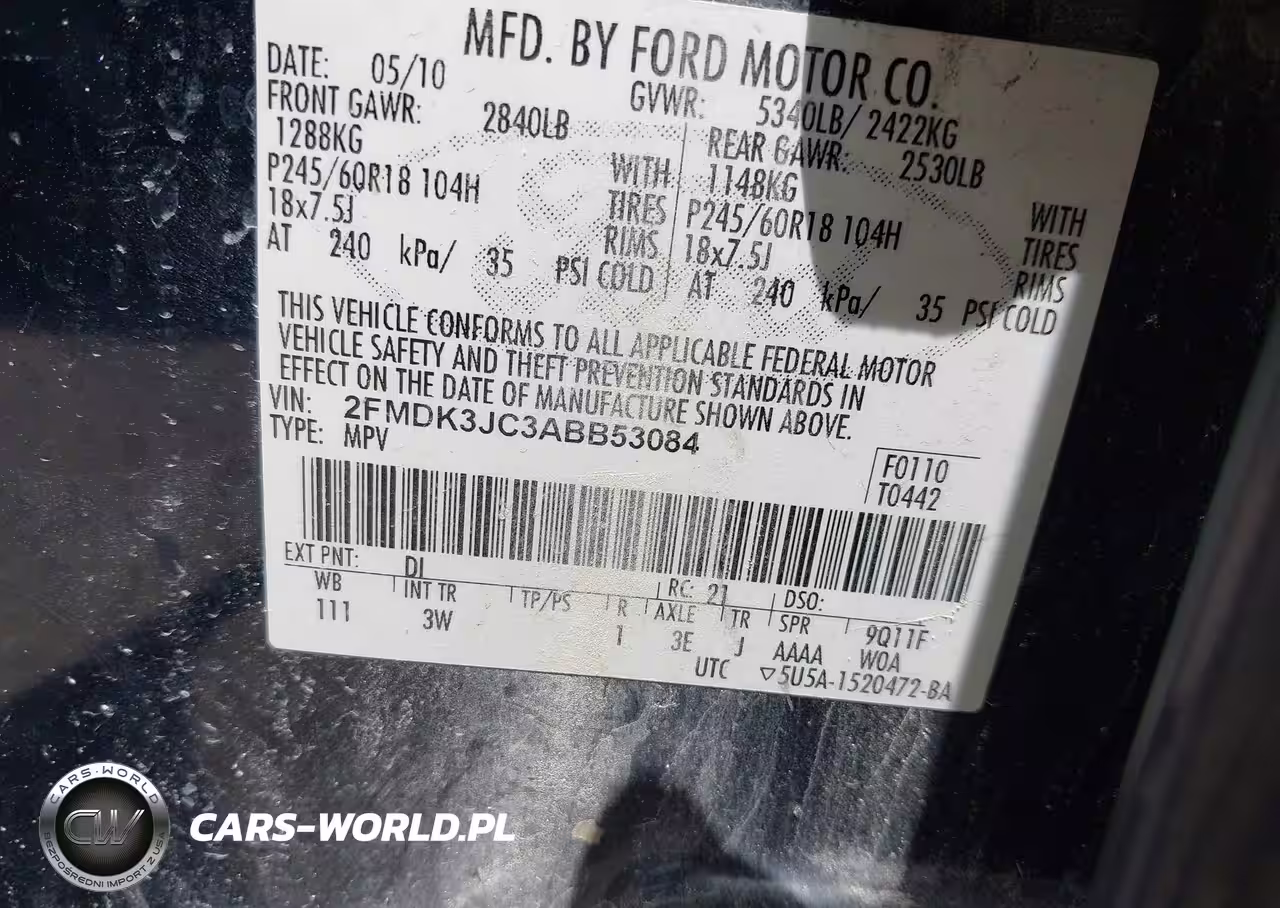 MFD. BY FORD MOTOR CO.
DATE: 05/10 GVWR: 5340LB/ 2422KG
FRONT GAWR: 2840LB REAR GAWR: 2530LB
1288KG WITH 1148KG WITH
P245/60R18 104H TIRES P245/60R18 104H TIRES
18x7.5J RIMS 18x7.5J RIMS
AT 240 kPa/ 35 PSI COLD AT 240 kPa/ 35 PSI COLD
THIS VEHICLE CONFORMS TO ALL APPLICABLE FEDERAL MOTOR
VEHICLE SAFETY AND THEFT PREVENTION STANDARDS IN
EFFECT ON THE DATE OF MANUFACTURE SHOWN ABOVE.
VIN: 2FMDK3JC3ABB53084
TYPE: MPV
F0110
T0442
EXT PNT: DJ RC: 21 DSO:
WB INT TR TP/PS R AXLE TR SPR 9Q11F
111 3W 1 3E J AAAA W0A
UTC ▽5U5A-1520472-BA
CARS-WORLD
CW
BEZPOŚREDNI IMPORT Z USA
CARS-WORLD.PL